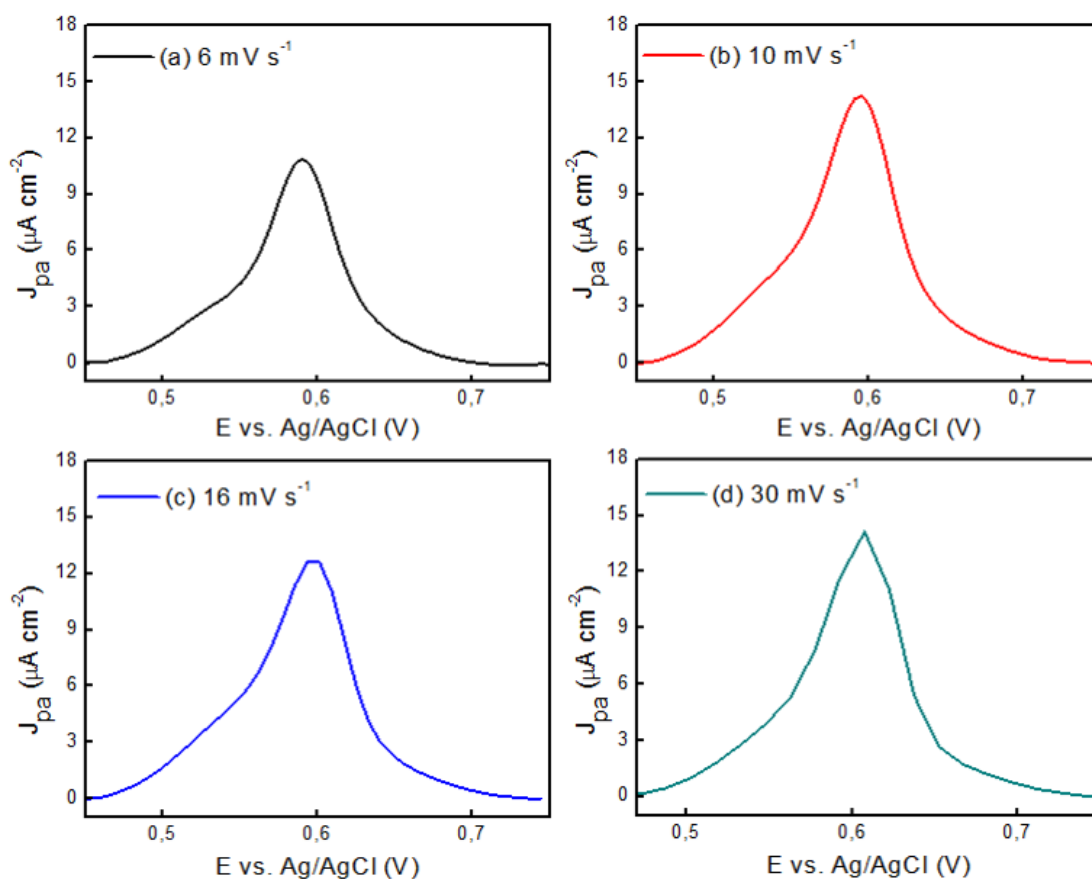 (a) 6 mV s⁻¹
18
15
12
9
6
3
0
Jpa (µA cm⁻²)
0,5 0,6 0,7
E vs. Ag/AgCl (V)
(b) 10 mV s⁻¹
18
15
12
9
6
3
0
Jpa (µA cm⁻²)
0,5 0,6 0,7
E vs. Ag/AgCl (V)
(c) 16 mV s⁻¹
18
15
12
9
6
3
0
Jpa (µA cm⁻²)
0,5 0,6 0,7
E vs. Ag/AgCl (V)
(d) 30 mV s⁻¹
18
15
12
9
6
3
0
Jpa (µA cm⁻²)
0,5 0,6 0,7
E vs. Ag/AgCl (V)